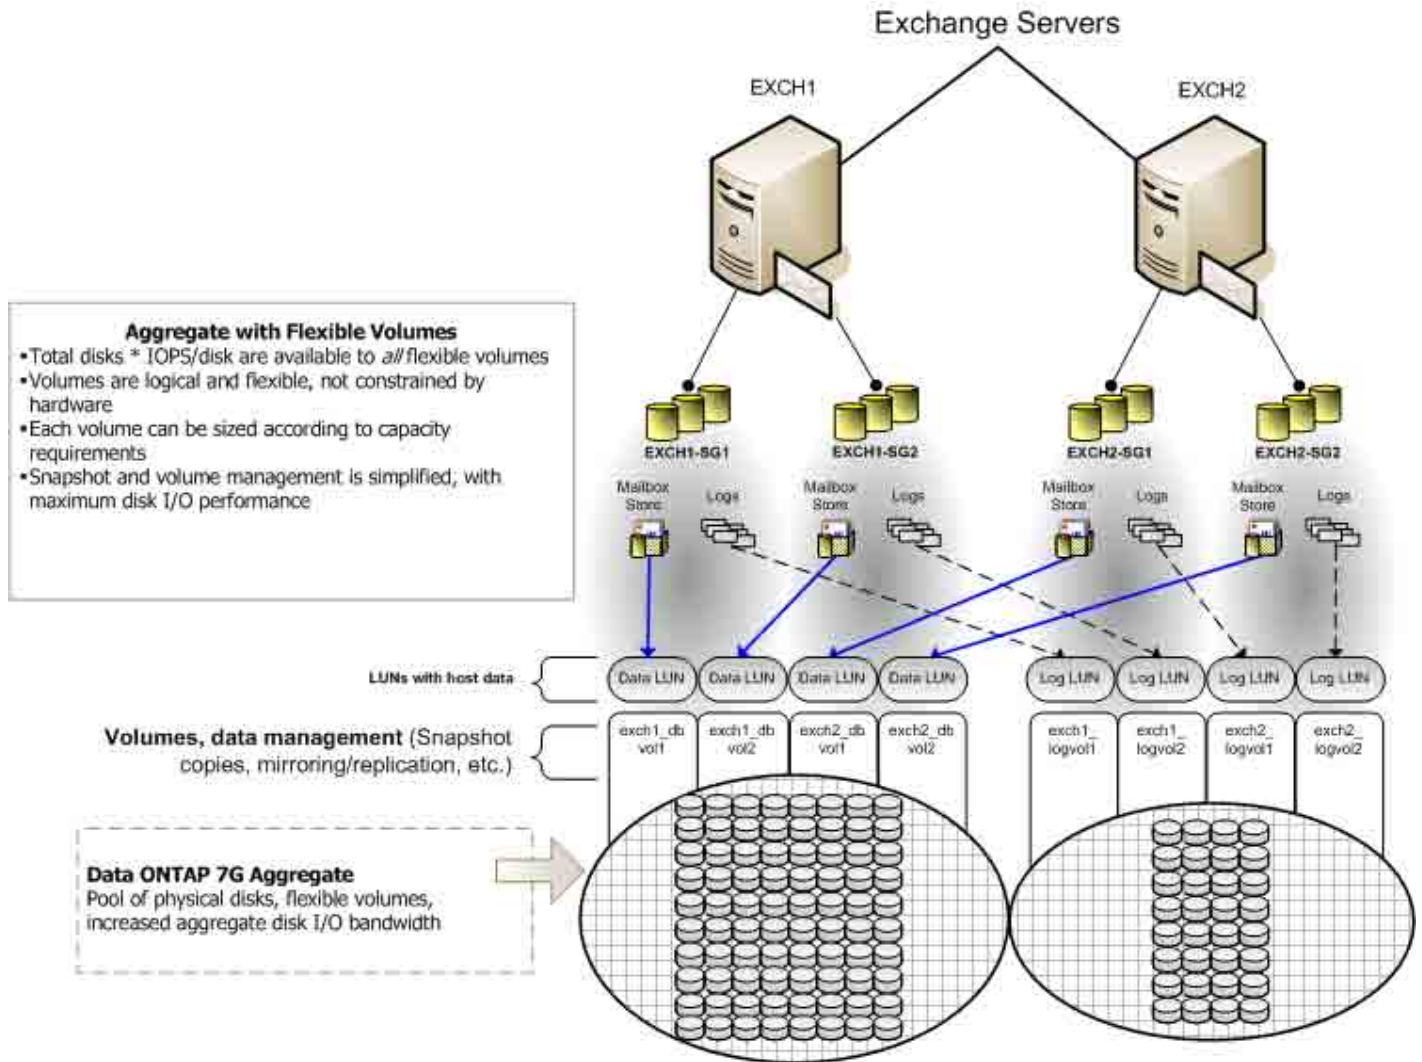 Exchange Servers
EXCH1
EXCH2
Aggregate with Flexible Volumes
•Total disks * IOPS/disk are available to all flexible volumes
•Volumes are logical and flexible, not constrained by
hardware
•Each volume can be sized according to capacity
requirements
•Snapshot and volume management is simplified, with
maximum disk I/O performance
EXCH1-SG1
EXCH1-SG2
EXCH2-SG1
EXCH2-SG2
Mailbox
Store
Logs
Mailbox
Store
Logs
Mailbox
Store
Logs
Mailbox
Store
Logs
LUNs with host data
Data LUN
Data LUN
Data LUN
Data LUN
Log LUN
Log LUN
Log LUN
Log LUN
Volumes, data management (Snapshot
copies, mirroring/replication, etc.)
exch1_db
vol1
exch1_db
vol2
exch2_db
vol1
exch2_db
vol2
exch1_
logvol1
exch1_
logvol2
exch2_
logvol1
exch2_
logvol2
Data ONTAP 7G Aggregate
Pool of physical disks, flexible volumes,
increased aggregate disk I/O bandwidth